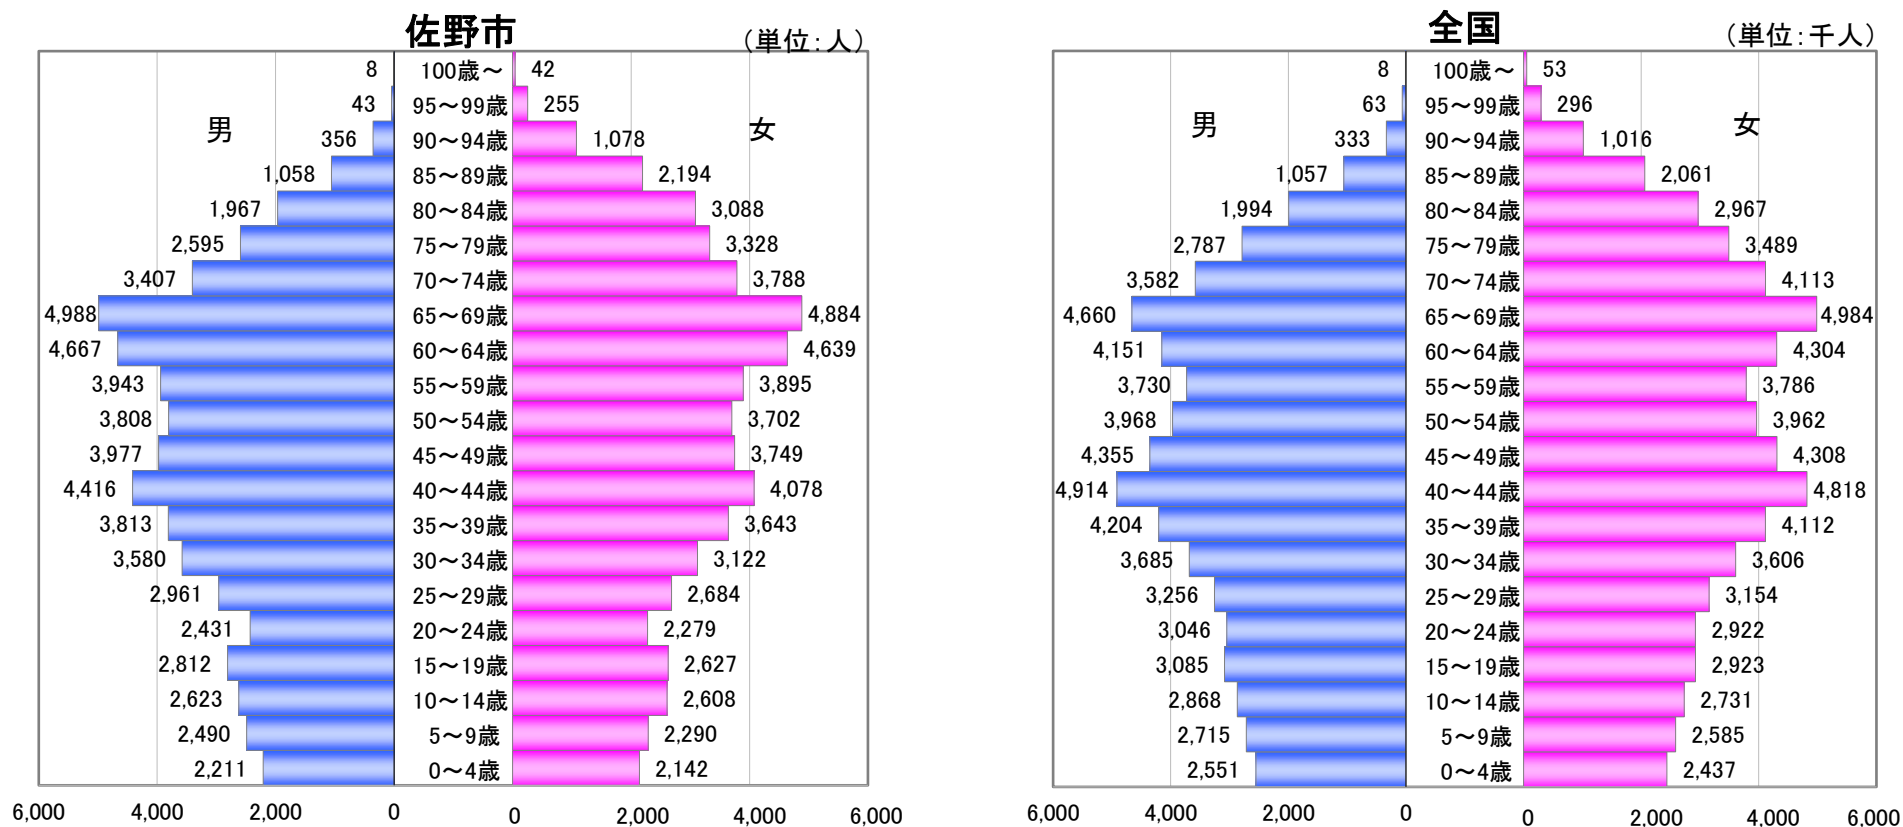 佐野市
（単位：人）
男
女
8 100歳～ 42
43 95～99歳 255
356 90～94歳 1,078
1,058 85～89歳 2,194
1,967 80～84歳 3,088
2,595 75～79歳 3,328
3,407 70～74歳 3,788
4,988 65～69歳 4,884
4,667 60～64歳 4,639
3,943 55～59歳 3,895
3,808 50～54歳 3,702
3,977 45～49歳 3,749
4,416 40～44歳 4,078
3,813 35～39歳 3,643
3,580 30～34歳 3,122
2,961 25～29歳 2,684
2,431 20～24歳 2,279
2,812 15～19歳 2,627
2,623 10～14歳 2,608
2,490 5～9歳 2,290
2,211 0～4歳 2,142
6,000 4,000 2,000 0 0 2,000 4,000 6,000
全国
（単位：千人）
男
女
8 100歳～ 53
63 95～99歳 296
333 90～94歳 1,016
1,057 85～89歳 2,061
1,994 80～84歳 2,967
2,787 75～79歳 3,489
3,582 70～74歳 4,113
4,660 65～69歳 4,984
4,151 60～64歳 4,304
3,730 55～59歳 3,786
3,968 50～54歳 3,962
4,355 45～49歳 4,308
4,914 40～44歳 4,818
4,204 35～39歳 4,112
3,685 30～34歳 3,606
3,256 25～29歳 3,154
3,046 20～24歳 2,922
3,085 15～19歳 2,923
2,868 10～14歳 2,731
2,715 5～9歳 2,585
2,551 0～4歳 2,437
6,000 4,000 2,000 0 0 2,000 4,000 6,000